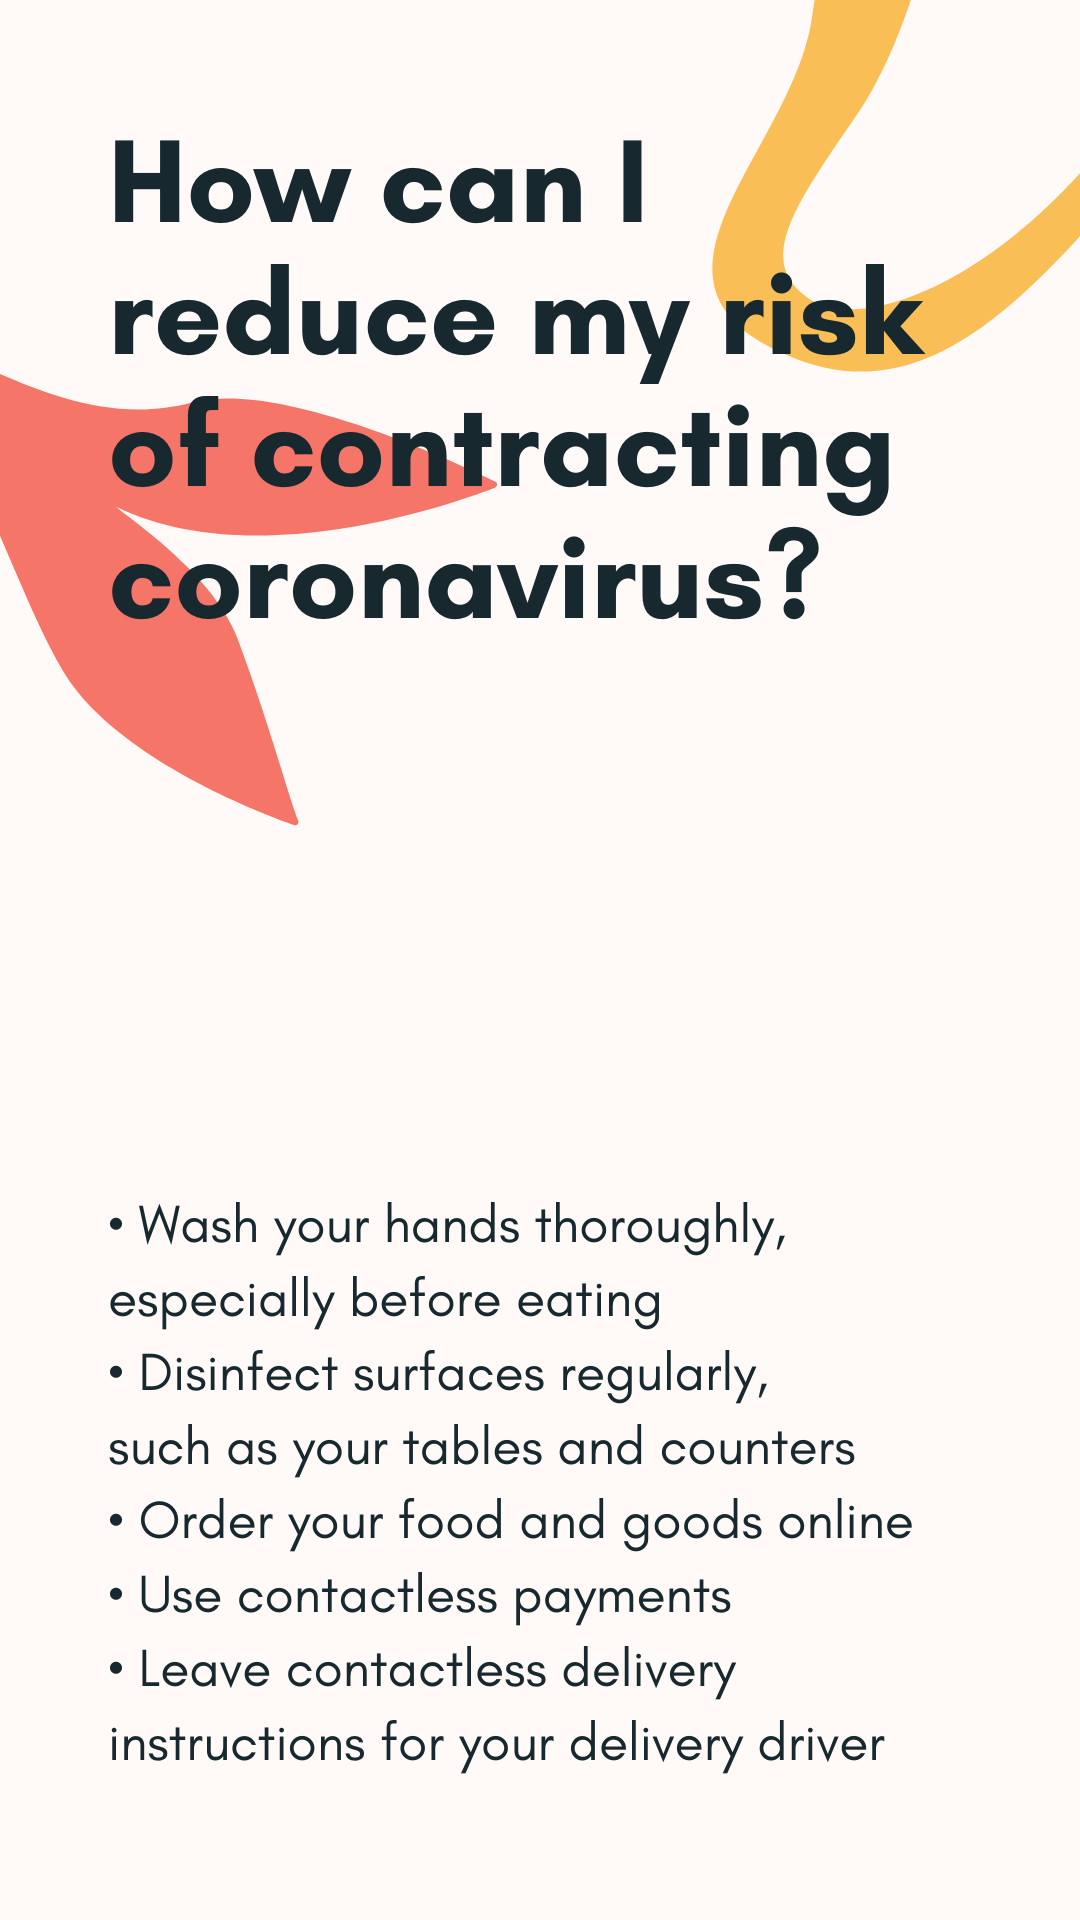 How can I
reduce my risk
of contracting
coronavirus?
• Wash your hands thoroughly,
especially before eating
• Disinfect surfaces regularly,
such as your tables and counters
• Order your food and goods online
• Use contactless payments
• Leave contactless delivery
instructions for your delivery driver